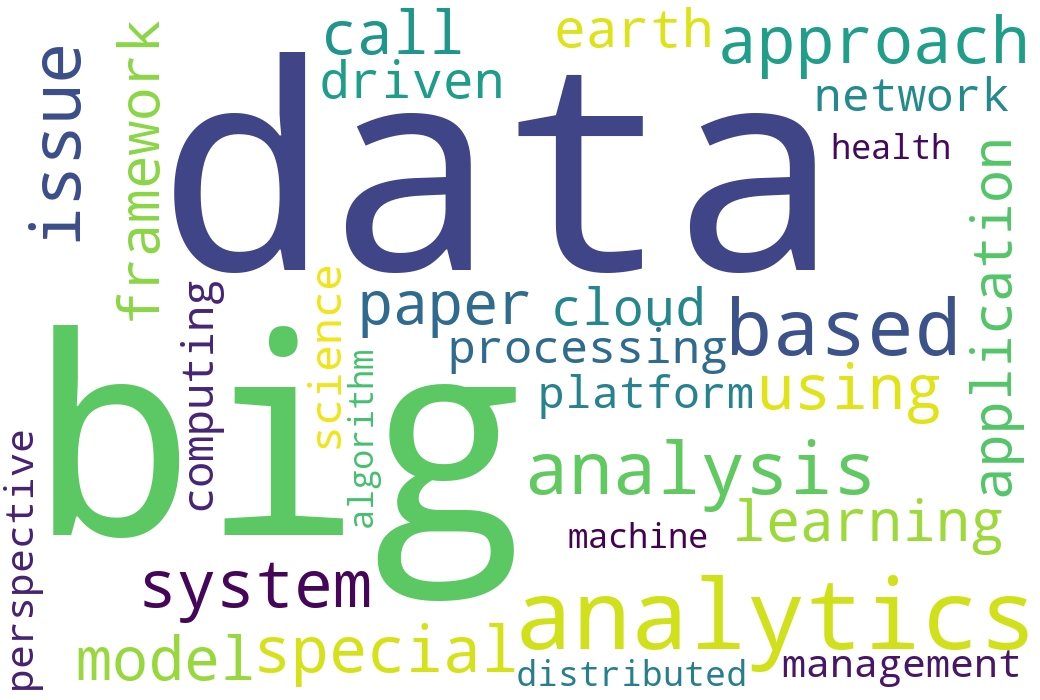 call
earth
approach
issue
framework
driven
data
network
health
application
computing
science
paper
cloud
based
big
processing
algorithm
platform
using
perspective
analysis
learning
machine
system
analytics
model
special
distributed
management